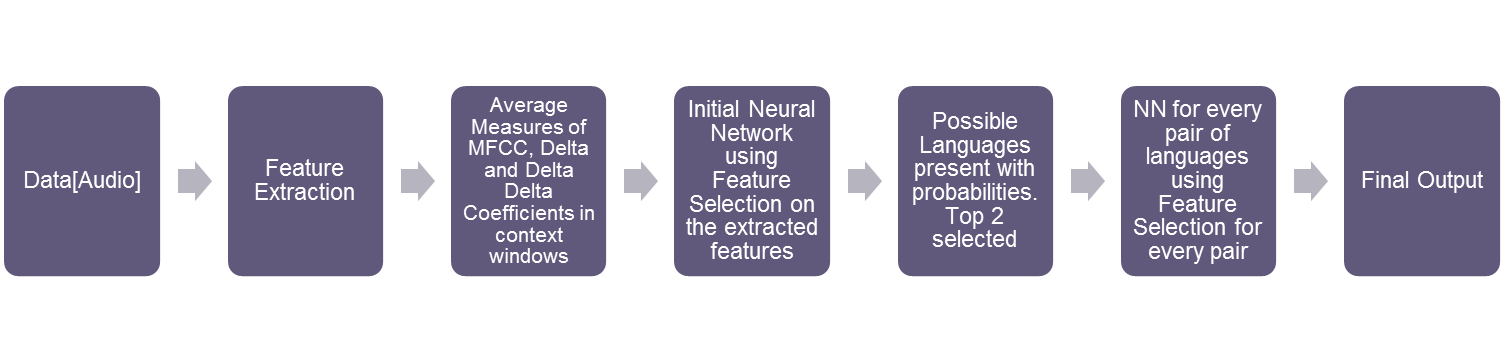 Data[Audio]
Feature
Extraction
Average
Measures of
MFCC, Delta
and Delta
Delta
Coefficients in
context
windows
Initial Neural
Network
using
Feature
Selection on
the extracted
features
Possible
Languages
present with
probabilities.
Top 2
selected
NN for every
pair of
languages
using
Feature
Selection for
every pair
Final Output